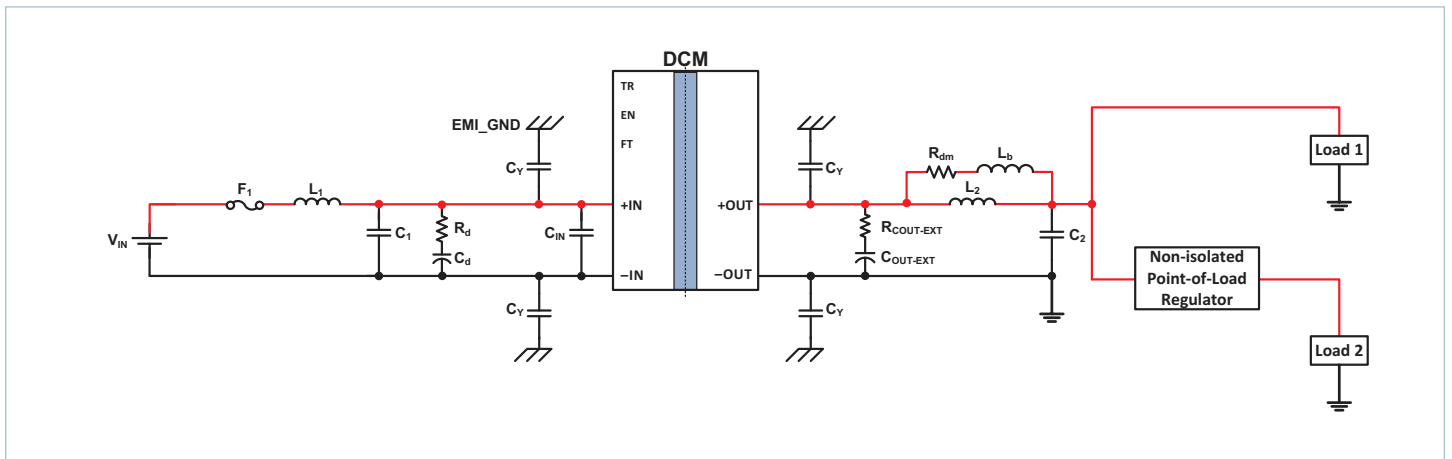 DCM
TR
EN
FT
EMI_GND
CY
CY
Rdm
Lb
F1
L1
L2
+IN
+OUT
VIN
C1
Rd
Cd
CIN
RCOUT-EXT
COUT-EXT
C2
–IN
–OUT
CY
CY
Load 1
Non-isolated
Point-of-Load
Regulator
Load 2